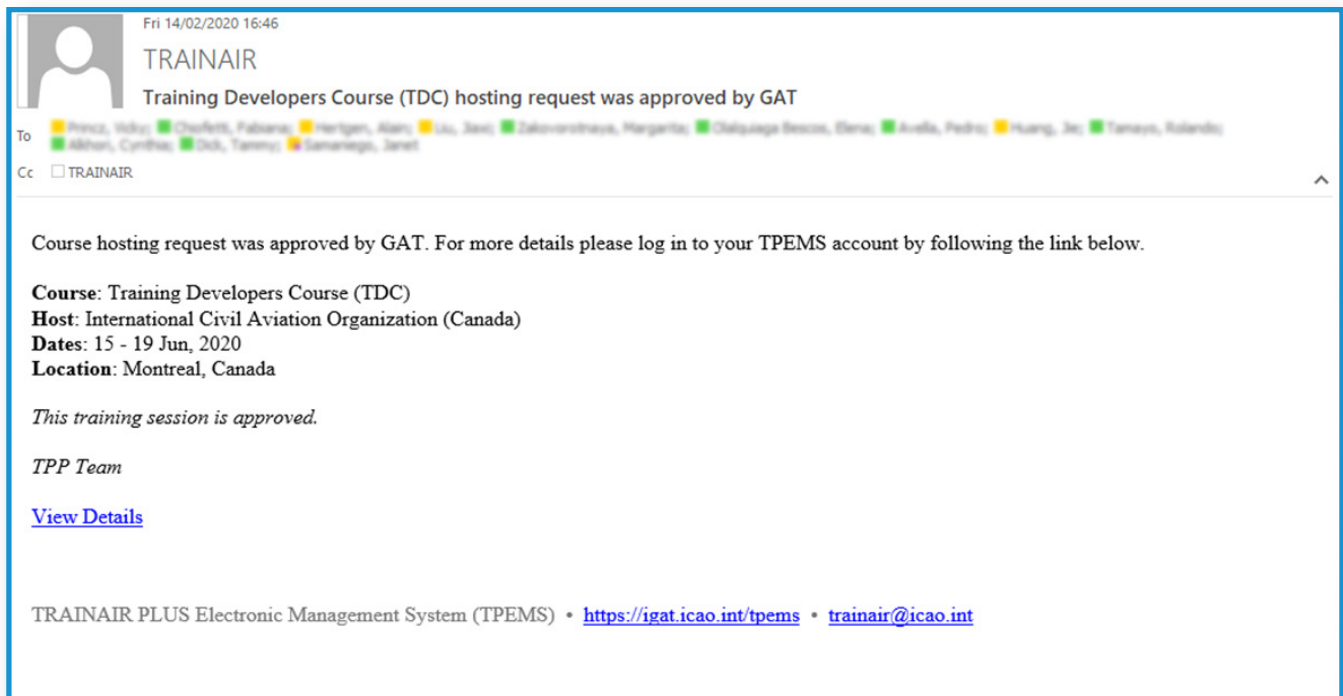 Fri 14/02/2020 16:46
TRAINAIR
Training Developers Course (TDC) hosting request was approved by GAT
To
Cc TRAINAIR
Course hosting request was approved by GAT. For more details please log in to your TPEMS account by following the link below.
Course: Training Developers Course (TDC)
Host: International Civil Aviation Organization (Canada)
Dates: 15 - 19 Jun, 2020
Location: Montreal, Canada
This training session is approved.
TPP Team
View Details
TRAINAIR PLUS Electronic Management System (TPEMS) • https://igat.icao.int/tpems • trainair@icao.int